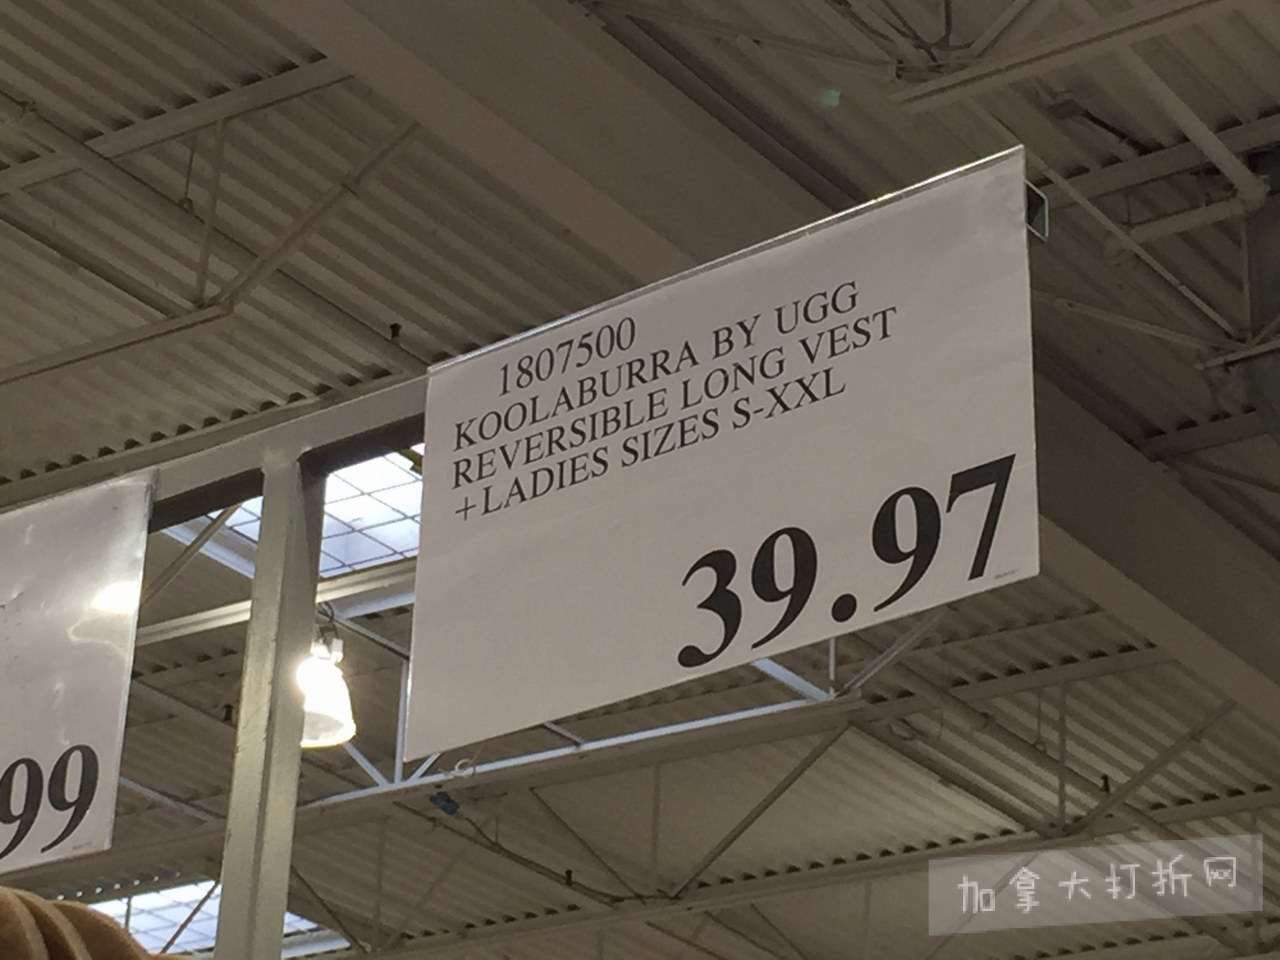 1807500
KOOLABURRA BY UGG
REVERSIBLE LONG VEST
+LADIES SIZES S-XXL
39.97
99
加拿大打折网